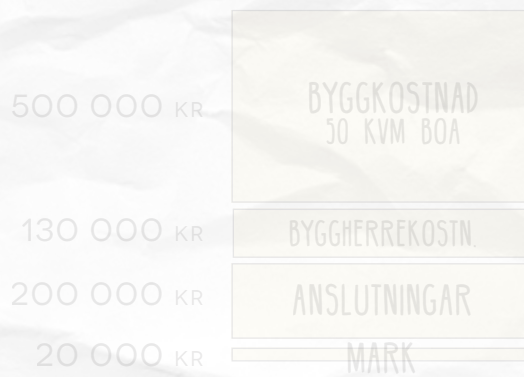 500 000 KR
BYGGKOSTNAD
50 KVM BOA
130 000 KR
BYGGHERREKOSTN.
200 000 KR
ANSLUTNINGAR
20 000 KR
MARK